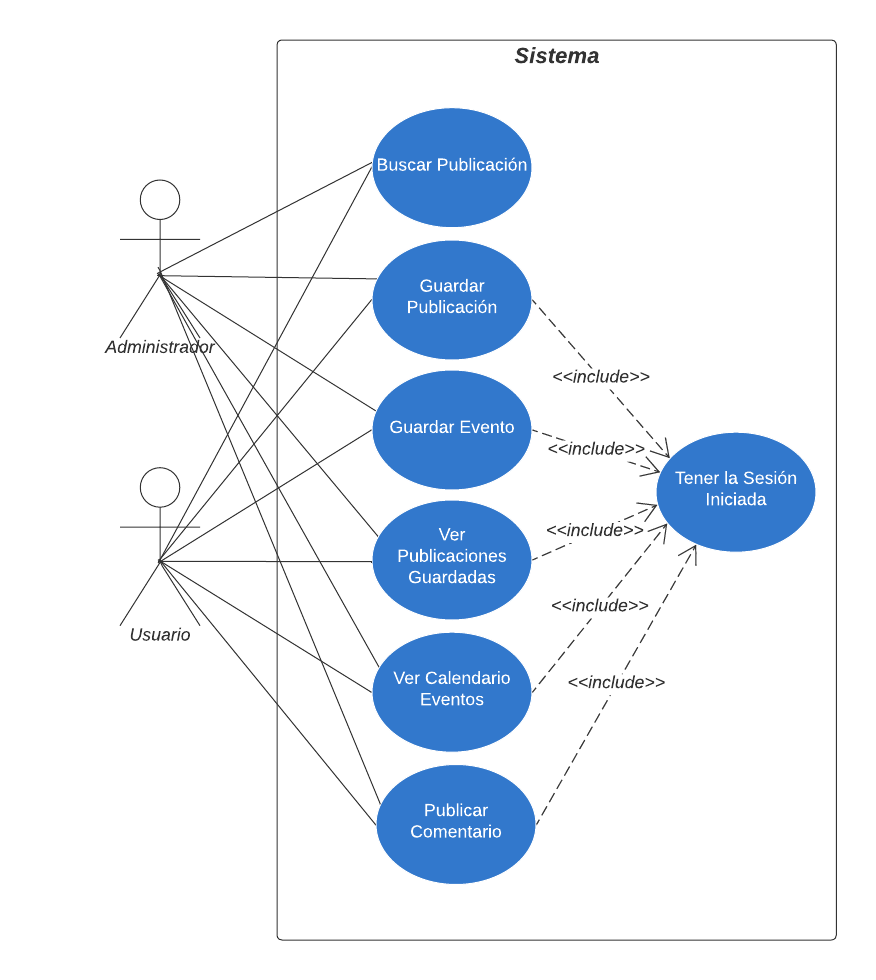 Sistema
Buscar Publicación
Guardar
Publicación
Administrador
<<include>>
Guardar Evento
<<include>>
Tener la Sesión
Iniciada
Ver
Publicaciones
Guardadas
<<include>>
<<include>>
Usuario
Ver Calendario
Eventos
<<include>>
Publicar
Comentario